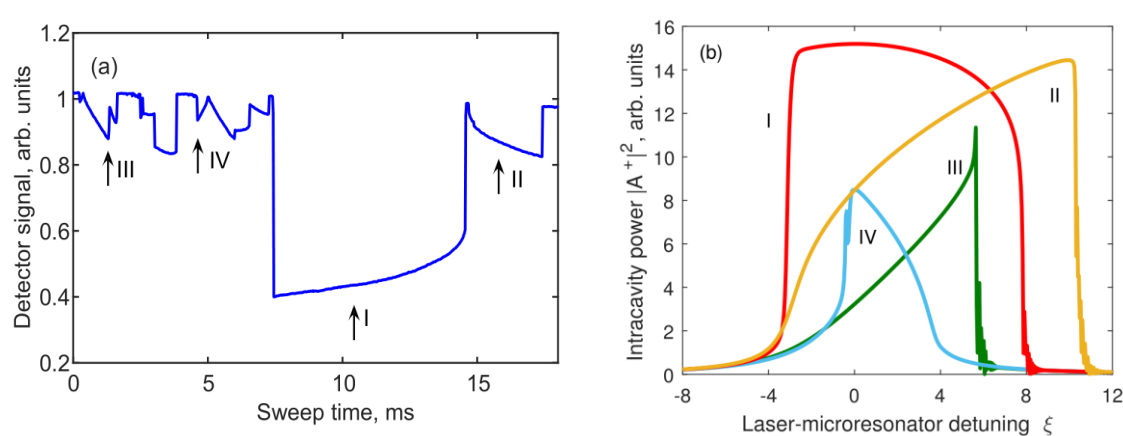 (a)
1.2
1
0.8
0.6
0.4
0.2
Detector signal, arb. units
III
IV
II
I
0
5
10
15
Sweep time, ms
(b)
16
14
12
10
8
6
4
2
0
Intracavity power |A⁺|², arb. units
I
II
III
IV
-8
-4
0
4
8
12
Laser-microresonator detuning ξ